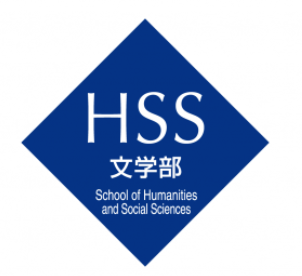 HSS
文学部
School of Humanities
and Social Sciences